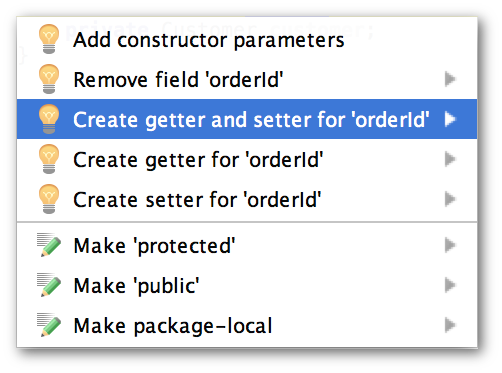 Add constructor parameters
Remove field 'orderId'
Create getter and setter for 'orderId'
Create getter for 'orderId'
Create setter for 'orderId'
Make 'protected'
Make 'public'
Make package-local